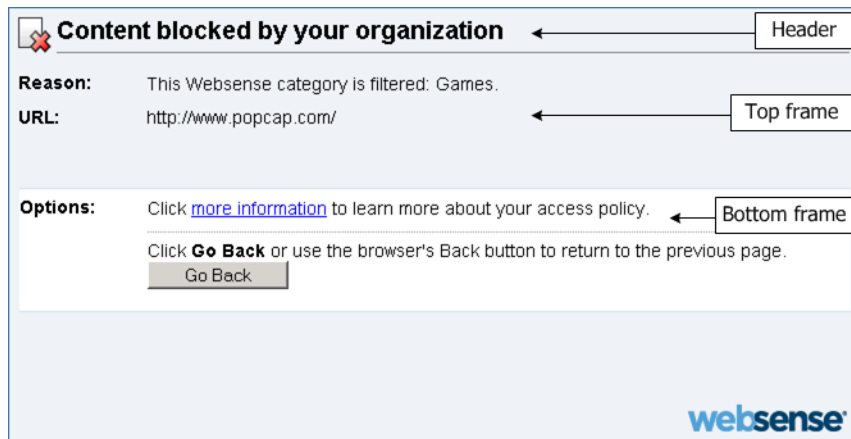 Content blocked by your organization
Header
Reason: This Websense category is filtered: Games.
URL: http://www.popcap.com/
Top frame
Options: Click more information to learn more about your access policy.
Bottom frame
Click Go Back or use the browser's Back button to return to the previous page.
Go Back
websense